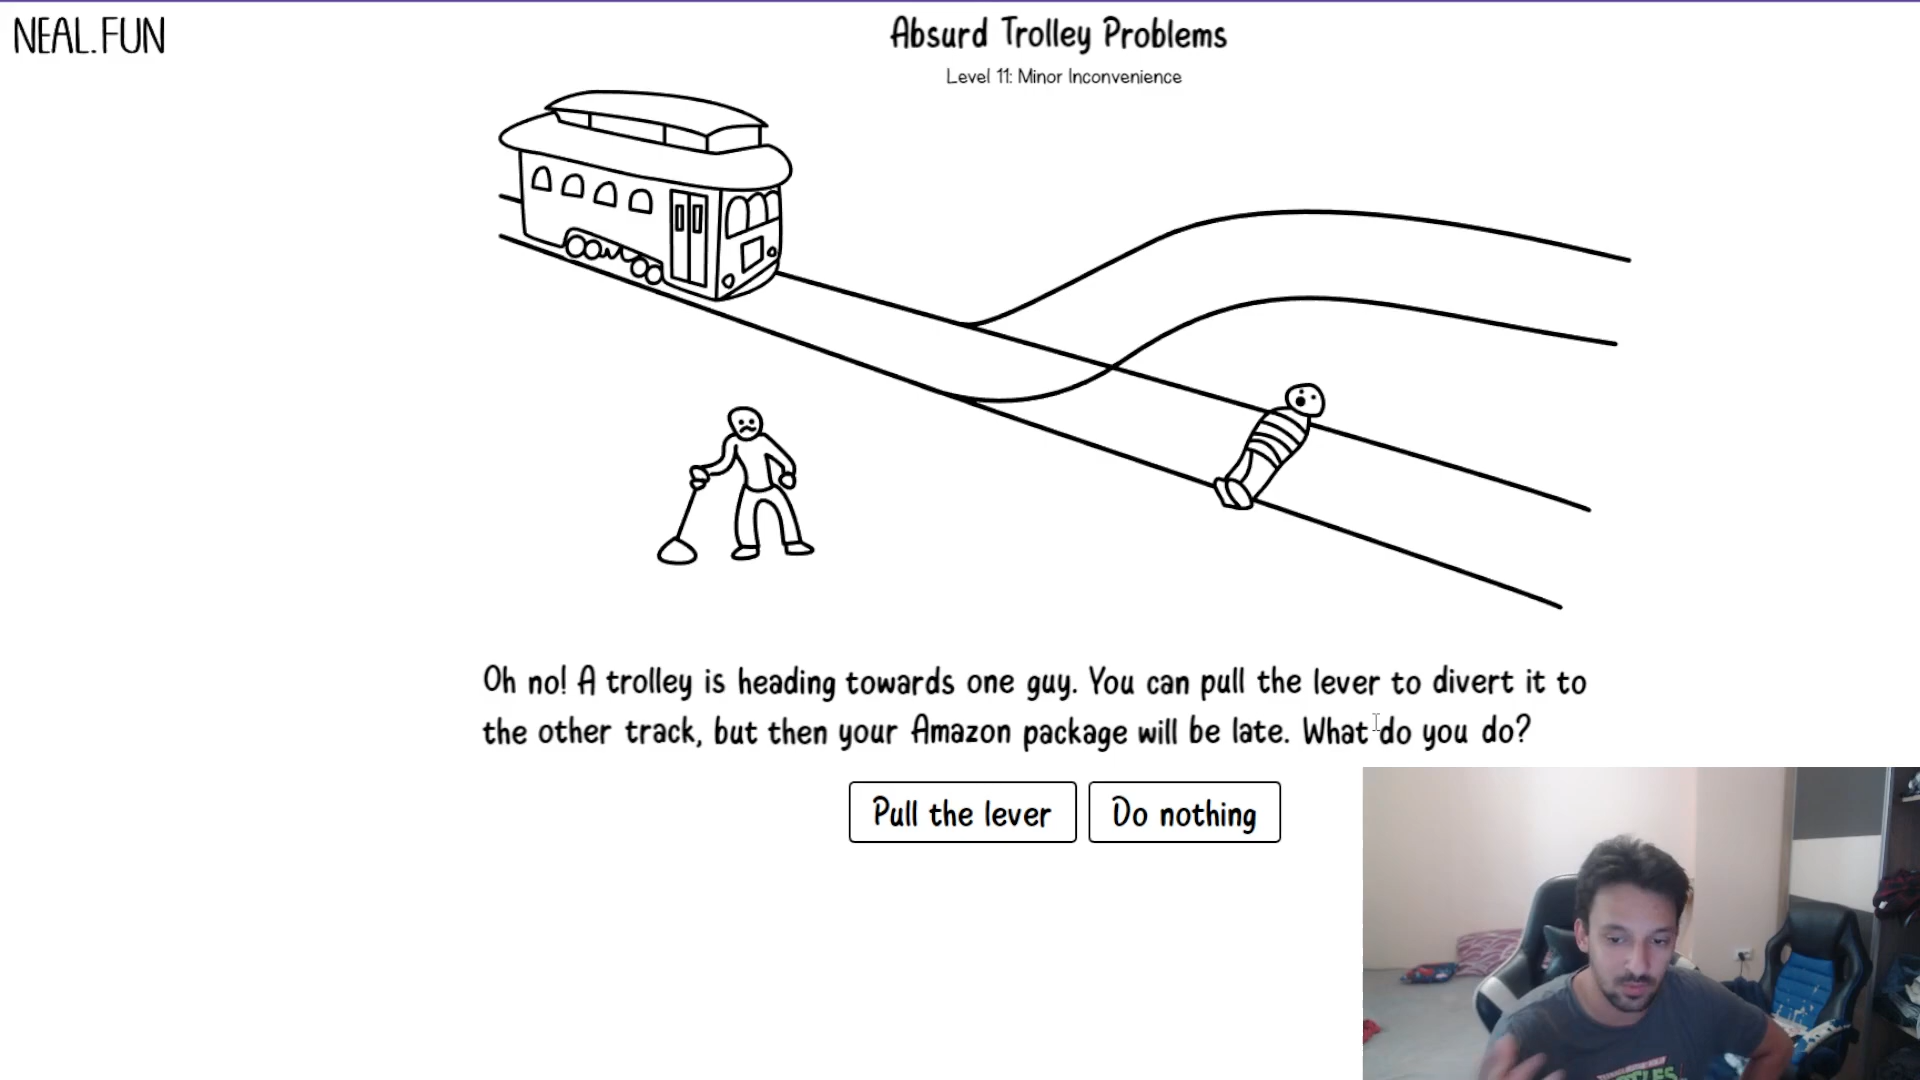 NEAL.FUN
Absurd Trolley Problems
Level 11: Minor Inconvenience
Oh no! A trolley is heading towards one guy. You can pull the lever to divert it to
the other track, but then your Amazon package will be late. What do you do?
Pull the lever
Do nothing